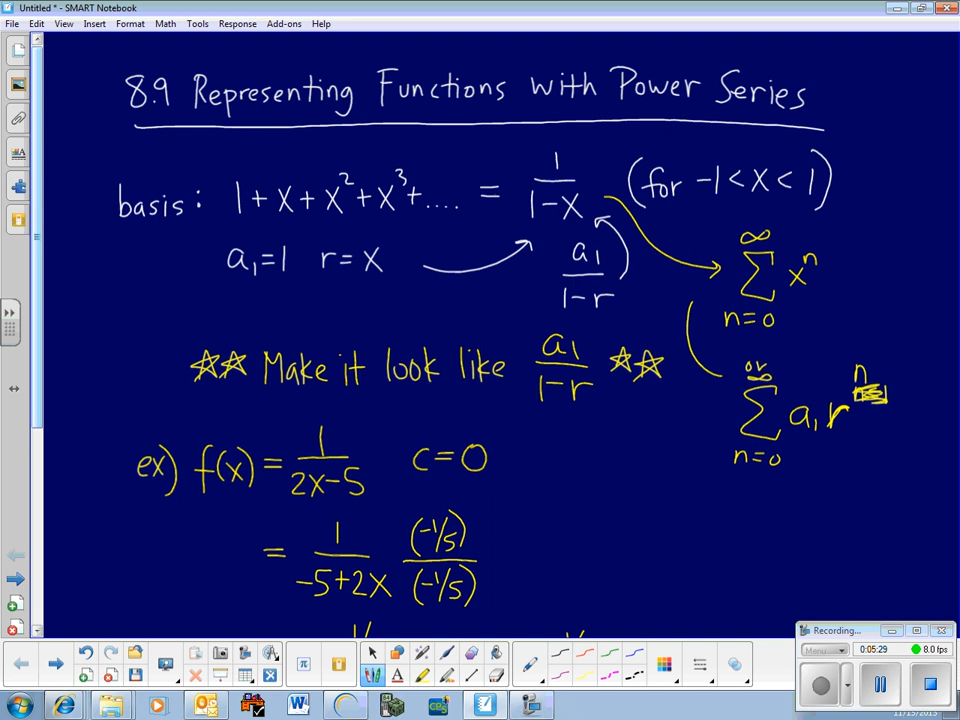 Untitled * - SMART Notebook
File Edit View Insert Format Math Tools Response Add-ons Help
8.9 Representing Functions with Power Series
basis: 1 + x + x² + x³ + .... = 1/(1-x) (for -1 < x < 1)
a₁ = 1 r = x
a₁/(1-r)
∞ Σ n=0 xⁿ
or
∞ Σ n=0 a₁ rⁿ
☆☆ Make it look like a₁/(1-r) ☆☆
ex) f(x) = 1/(2x-5) c = 0
= 1/(-5+2x) (-1/5)/(-1/5)
Recording...
Menu...
0:05:29
8.0 fps